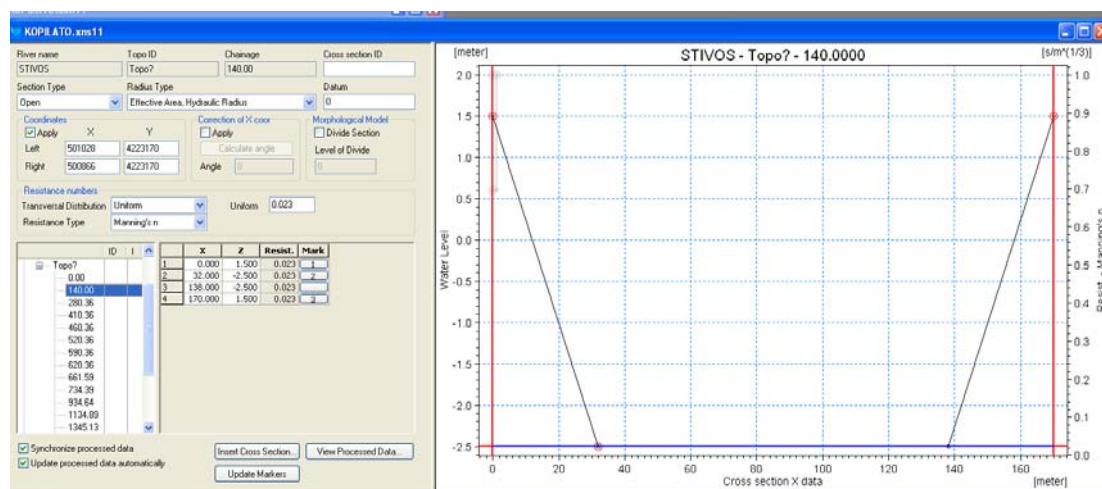 KOPILATO.xns11
River name Topo ID Chainage Cross section ID
STIVOS Topo? 140.00
Section Type Radius Type Datum
Open Effective Area, Hydraulic Radius 0
Coordinates Correction of X coor Morphological Model
Apply X Y Apply Divide Section
Left 501028 4223170 Calculate angle Level of Divide
Right 500866 4223170 Angle 0 0
Resistance numbers
Transversal Distribution Uniform Uniform 0.023
Resistance Type Manning's n
ID I X Z Resist. Mark
Topo?
0.00
140.00
280.36
410.36
460.36
520.36
590.36
620.36
661.59
734.39
934.64
1134.89
1345.13
1 0.000 1.500 0.023 1
2 32.000 -2.500 0.023 2
3 138.000 -2.500 0.023
4 170.000 1.500 0.023 3
Synchronize processed data
Update processed data automatically
Insert Cross Section... View Processed Data...
Update Markers
[meter] STIVOS - Topo? - 140.0000 [s/m^(1/3)]
2.0
1.5
1.0
0.5
0.0
-0.5
-1.0
-1.5
-2.0
-2.5
Water Level
0 20 40 60 80 100 120 140 160
Cross section X data [meter]
1.0
0.9
0.8
0.7
0.6
0.5
0.4
0.3
0.2
0.1
0.0
Resist. - Manning's n